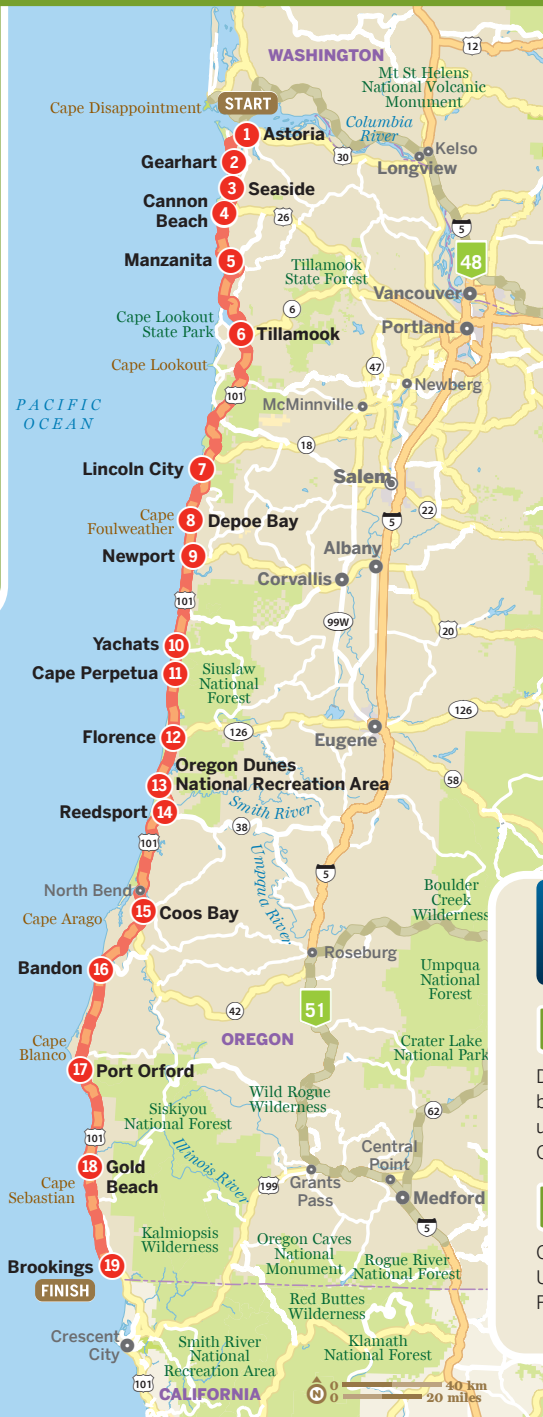 WASHINGTON
12
Mt St Helens
National Volcanic
Monument
Cape Disappointment
START
Columbia
River
1 Astoria
Kelso
Longview
30
Gearhart 2
3 Seaside
Cannon
Beach 4
26
5
48
Manzanita 5
Tillamook
State Forest
Vancouver
6
Cape Lookout
State Park
6 Tillamook
Portland
Cape Lookout
47
Newberg
101
McMinnville
PACIFIC
OCEAN
18
Lincoln City 7
Salem
22
5
Cape
Foulweather
8 Depoe Bay
Newport 9
Albany
Corvallis
101
99W
20
Yachats 10
Cape Perpetua 11
Siuslaw
National
Forest
126
Florence 12
126
Eugene
Oregon Dunes
13 National Recreation Area
58
Reedsport 14
Smith River
38
101
Umpqua River
5
North Bend
Boulder
Creek
Wilderness
Cape Arago
15 Coos Bay
Bandon 16
Roseburg
Umpqua
National
Forest
51
42
OREGON
Cape
Blanco
Crater Lake
National Park
17 Port Orford
Wild Rogue
Wilderness
Siskiyou
National Forest
62
101
Illinois River
Central
Point
18 Gold
Beach
Cape
Sebastian
199
Grants
Pass
Medford
5
Kalmiopsis
Wilderness
Oregon Caves
National
Monument
Rogue River
National Forest
Brookings 19
FINISH
Red Buttes
Wilderness
Crescent
City
Smith River
National
Recreation Area
Klamath
National Forest
101
CALIFORNIA
N
0 40 km
0 20 miles
D
b
u
C